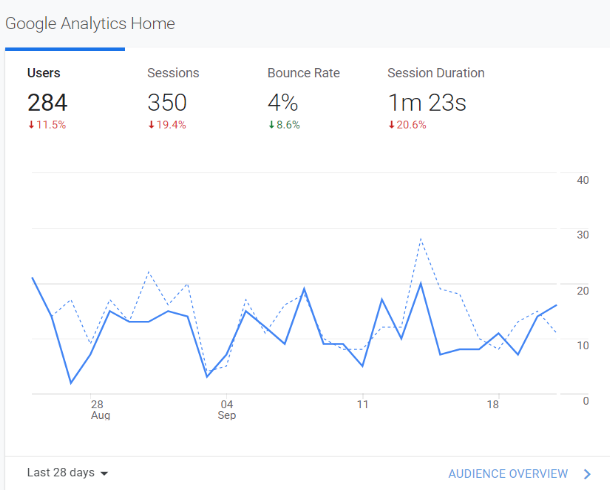 Google Analytics Home
Users Sessions Bounce Rate Session Duration
284 350 4% 1m 23s
↓11.5% ↓19.4% ↓8.6% ↓20.6%
40
30
20
10
0
28 04 11 18
Aug Sep
Last 28 days AUDIENCE OVERVIEW